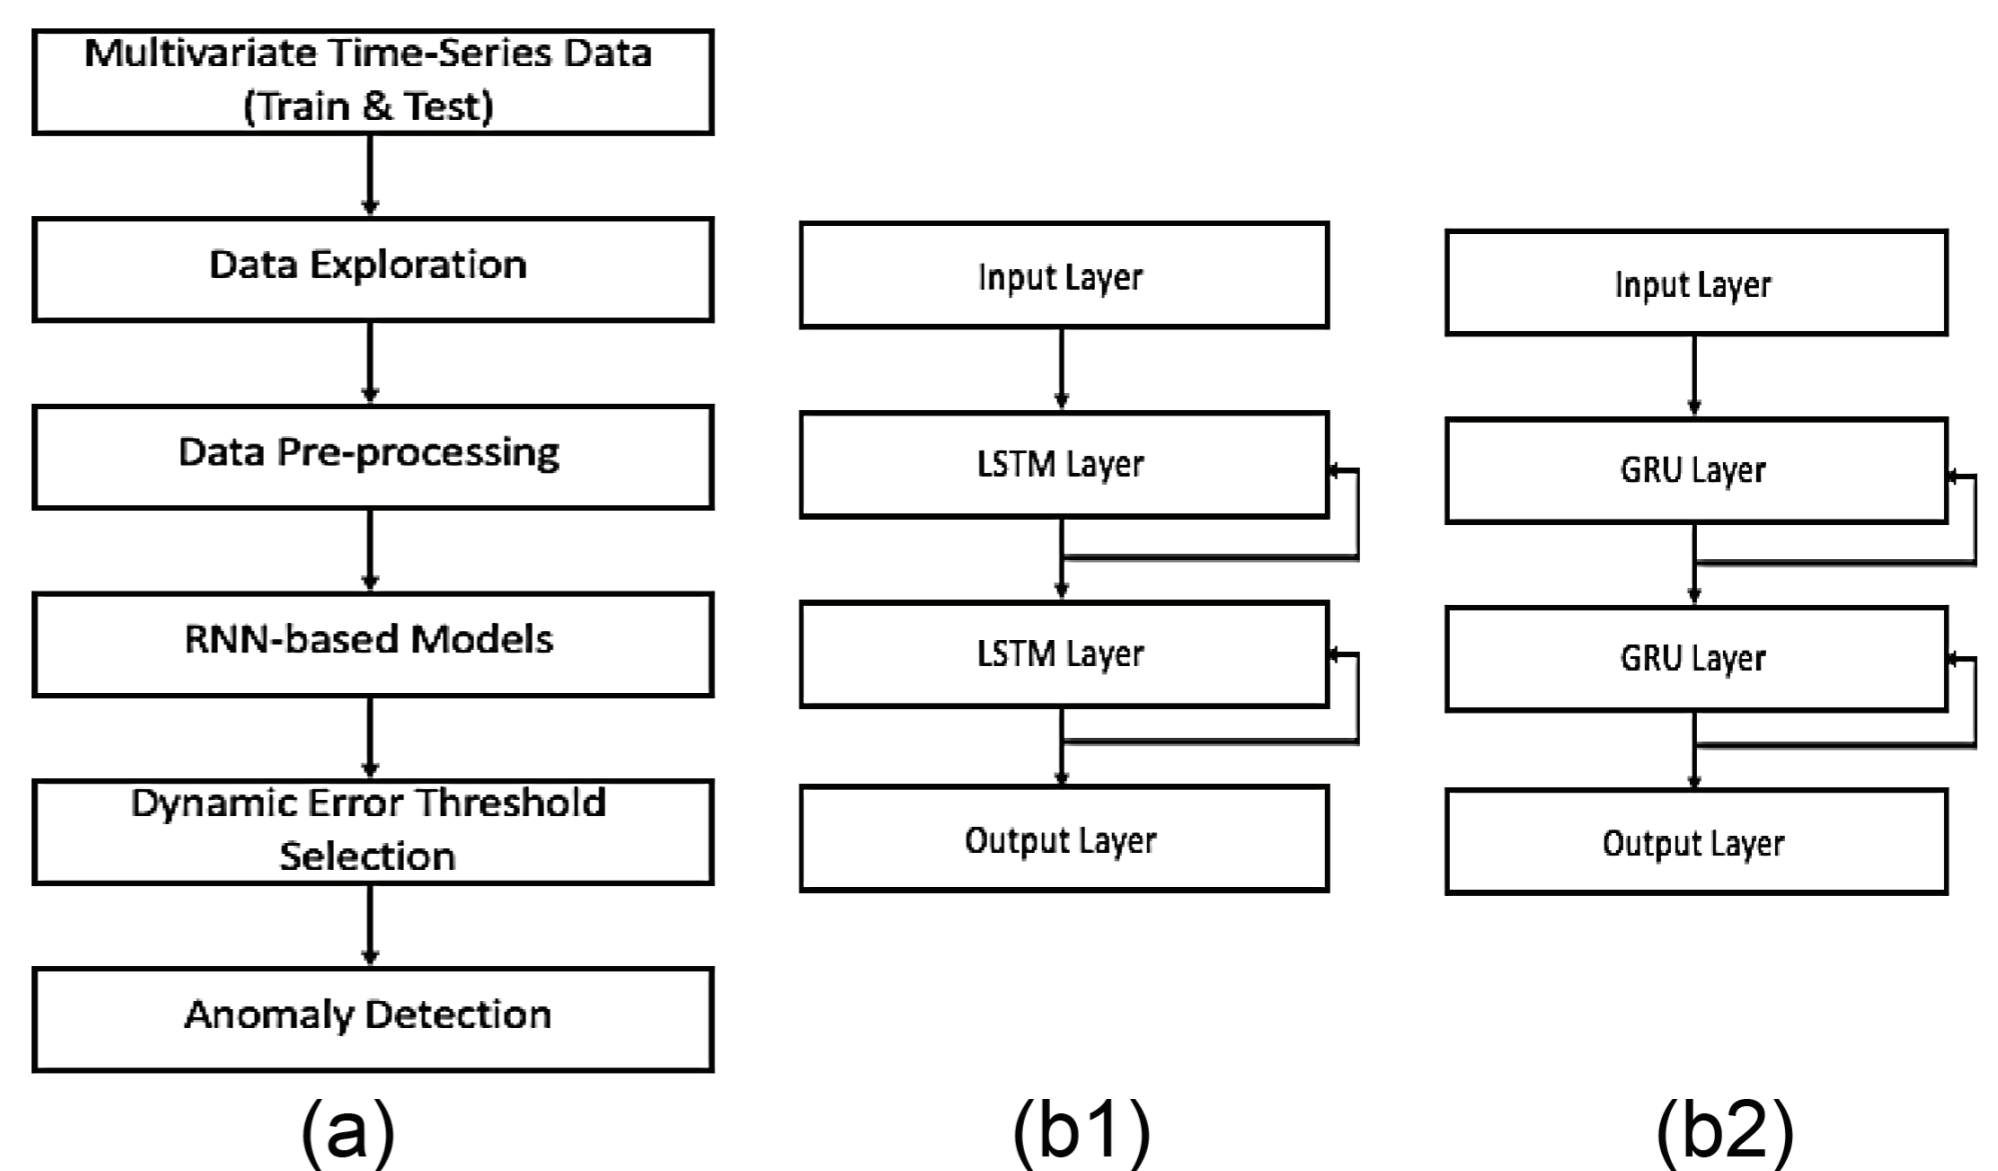 Multivariate Time-Series Data
(Train & Test)
Data Exploration
Data Pre-processing
RNN-based Models
Dynamic Error Threshold
Selection
Anomaly Detection
(a)
Input Layer
LSTM Layer
LSTM Layer
Output Layer
(b1)
Input Layer
GRU Layer
GRU Layer
Output Layer
(b2)